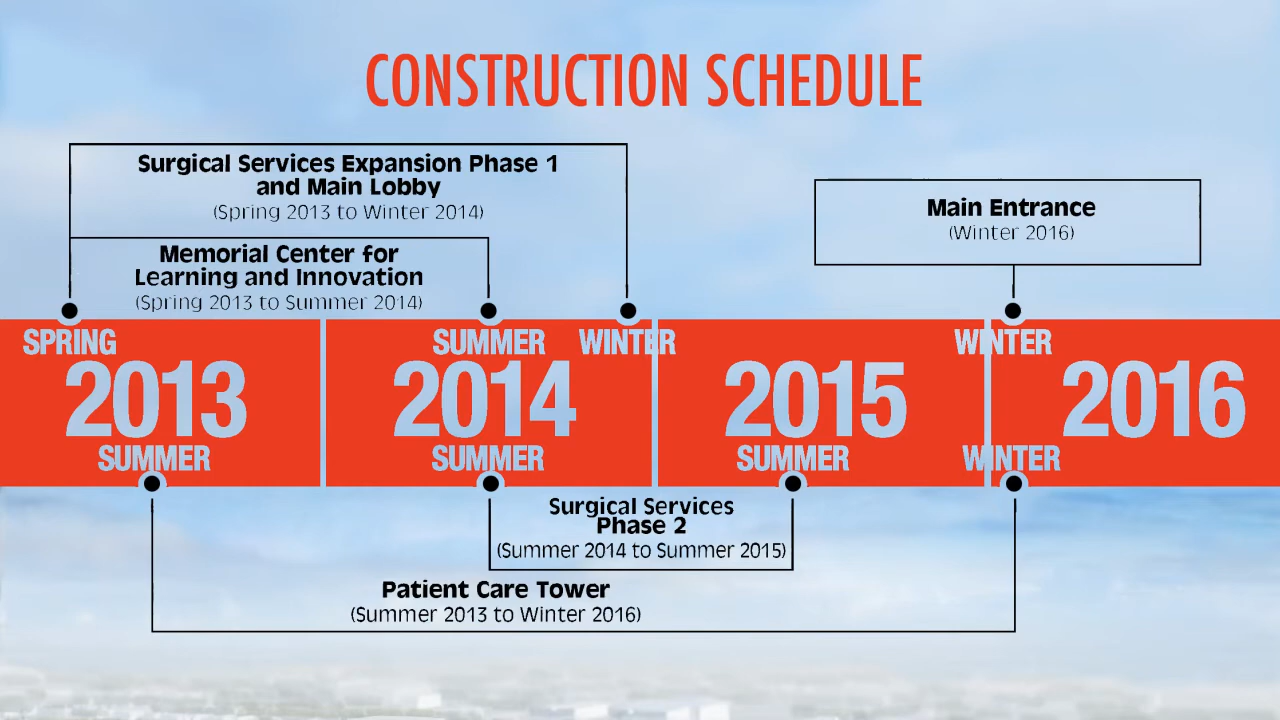 CONSTRUCTION SCHEDULE
Surgical Services Expansion Phase 1
and Main Lobby
(Spring 2013 to Winter 2014)
Memorial Center for
Learning and Innovation
(Spring 2013 to Summer 2014)
Main Entrance
(Winter 2016)
SPRING SUMMER WINTER WINTER
2013 2014 2015 2016
SUMMER SUMMER SUMMER WINTER
Surgical Services
Phase 2
(Summer 2014 to Summer 2015)
Patient Care Tower
(Summer 2013 to Winter 2016)